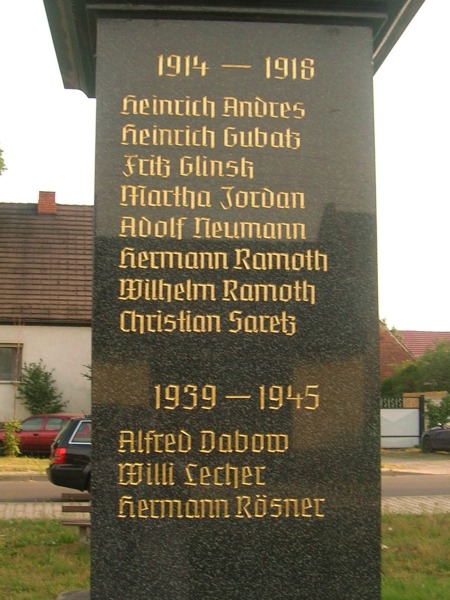 1914 — 1918
Heinrich Andres
Heinrich Gubatz
Fritz Glinsk
Martha Jordan
Adolf Neumann
Hermann Ramoth
Wilhelm Ramoth
Christian Saretz
1939 — 1945
Alfred Dabow
Willi Lecher
Hermann Rösner